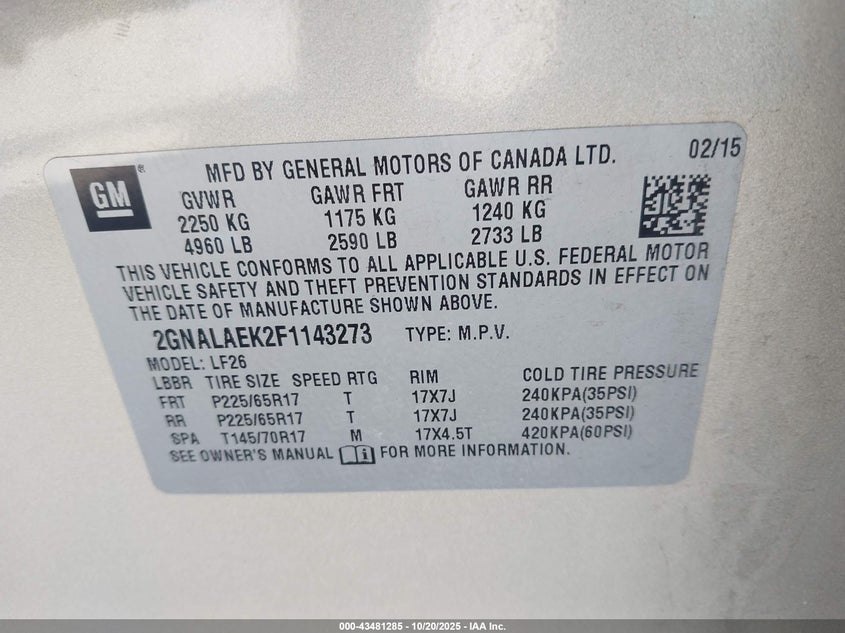 GM®
MFD BY GENERAL MOTORS OF CANADA LTD. 02/15
GVWR GAWR FRT GAWR RR
2250 KG 1175 KG 1240 KG
4960 LB 2590 LB 2733 LB
THIS VEHICLE CONFORMS TO ALL APPLICABLE U.S. FEDERAL MOTOR
VEHICLE SAFETY AND THEFT PREVENTION STANDARDS IN EFFECT ON
THE DATE OF MANUFACTURE SHOWN ABOVE.
2GNALAEK2F1143273 TYPE: M.P.V.
MODEL: LF26
LBBR TIRE SIZE SPEED RTG RIM COLD TIRE PRESSURE
FRT P225/65R17 T 17X7J 240KPA(35PSI)
RR P225/65R17 T 17X7J 240KPA(35PSI)
SPA T145/70R17 M 17X4.5T 420KPA(60PSI)
SEE OWNER'S MANUAL i FOR MORE INFORMATION.
000-43481285 - 10/20/2025 - IAA Inc.